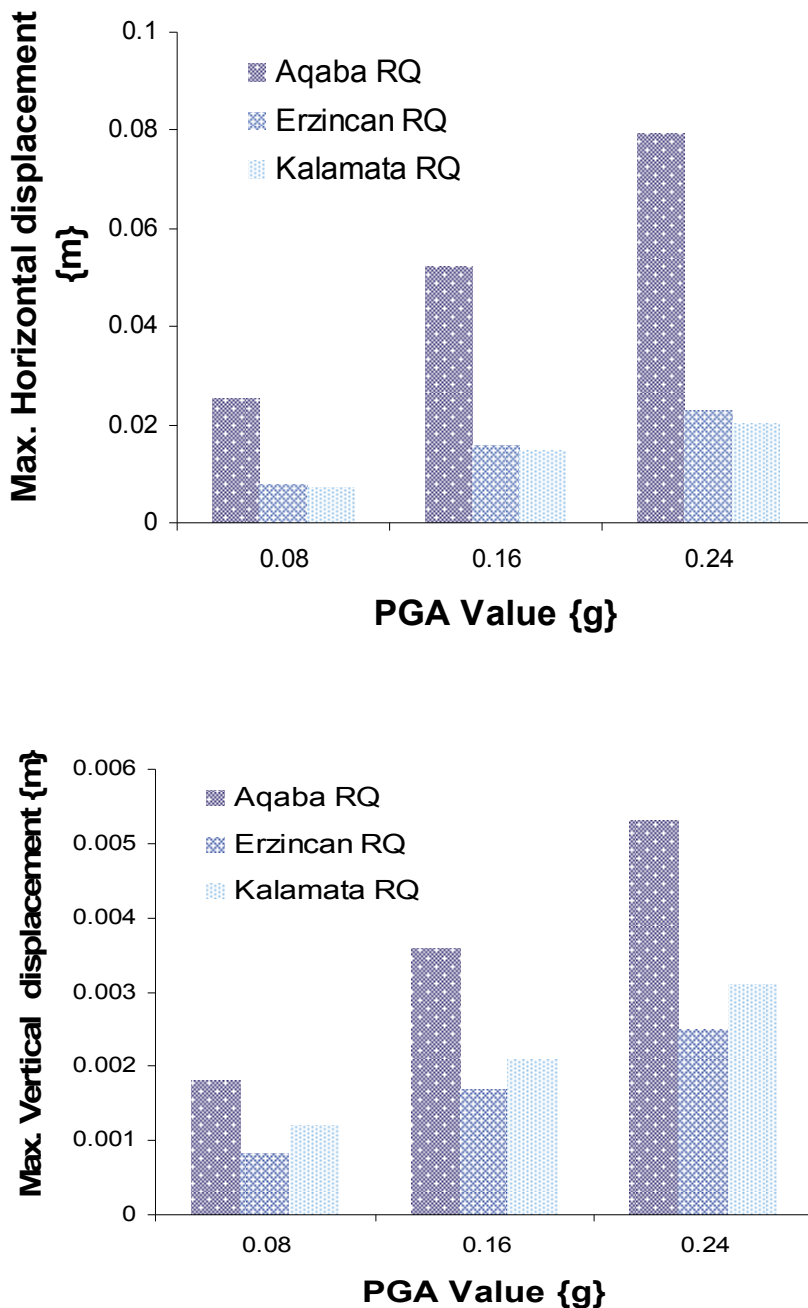 Max. Horizontal displacement
{m}
0.1
0.08
0.06
0.04
0.02
0
Aqaba RQ
Erzincan RQ
Kalamata RQ
0.08 0.16 0.24
PGA Value {g}
Max. Vertical displacement {m}
0.006
0.005
0.004
0.003
0.002
0.001
0
Aqaba RQ
Erzincan RQ
Kalamata RQ
0.08 0.16 0.24
PGA Value {g}